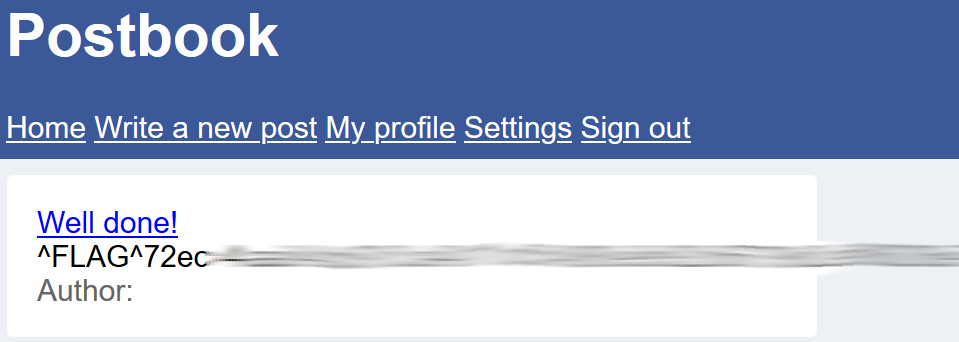 Postbook
Home Write a new post My profile Settings Sign out
Well done!
^FLAG^72ec
Author: